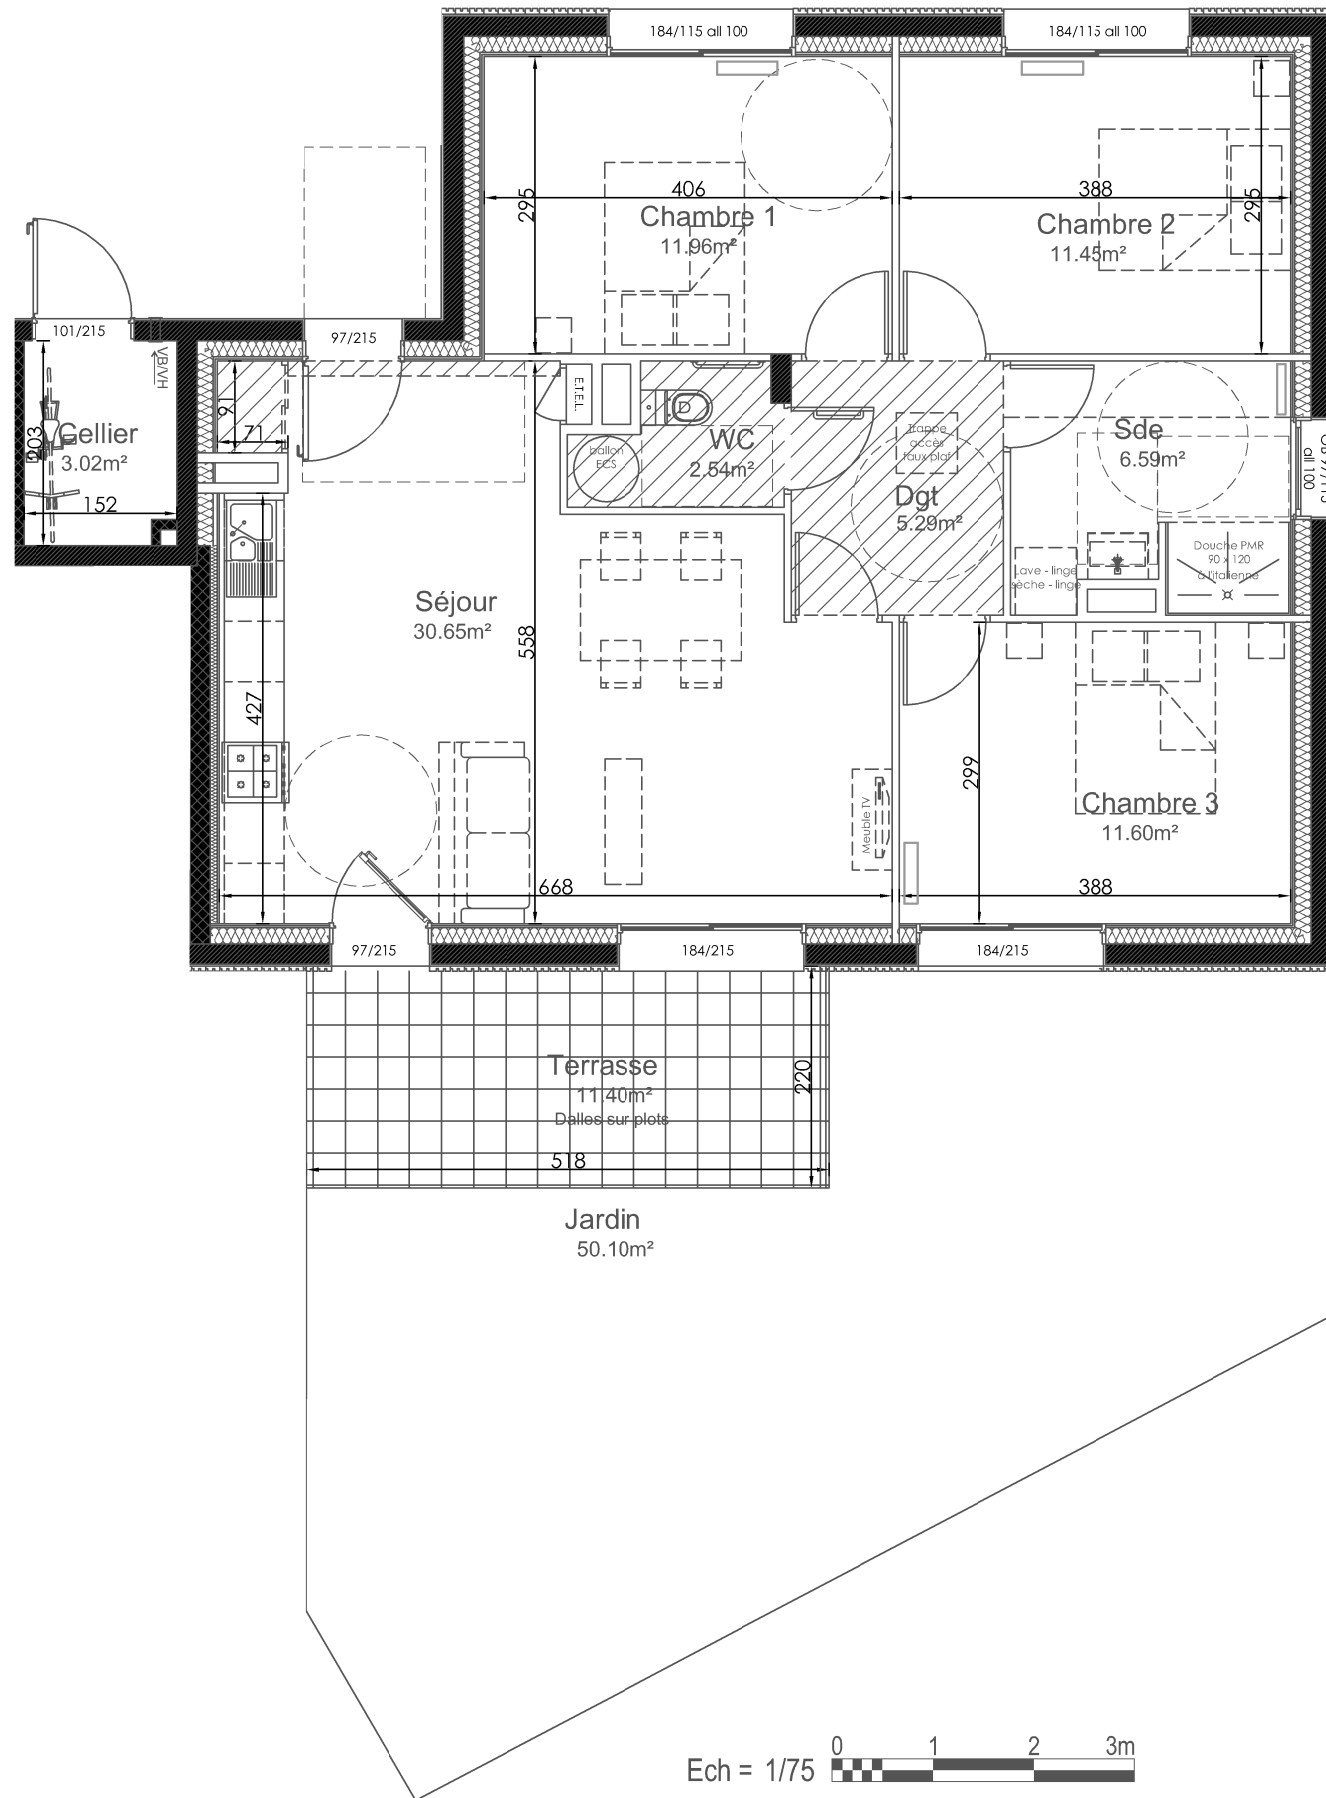 184/115 all 100
184/115 all 100
295
406
Chambre 1
11.96m²
388
Chambre 2
11.45m²
295
101/215
VB/VH
97/215
203
Cellier
3.02m²
152
91
71
E.T.E.L.
ballon
ECS
WC
2.54m²
Trappe
accès
faux plaf
Dgt
5.29m²
Sde
6.59m²
all 100
Douche PMR
90 x 120
à l'italienne
Lave - linge
sèche - linge
Séjour
30.65m²
558
427
299
Chambre 3
11.60m²
Meuble TV
668
388
97/215
184/215
184/215
Terrasse
11.40m²
Dalles sur plots
220
518
Jardin
50.10m²
Ech = 1/75
0 1 2 3m